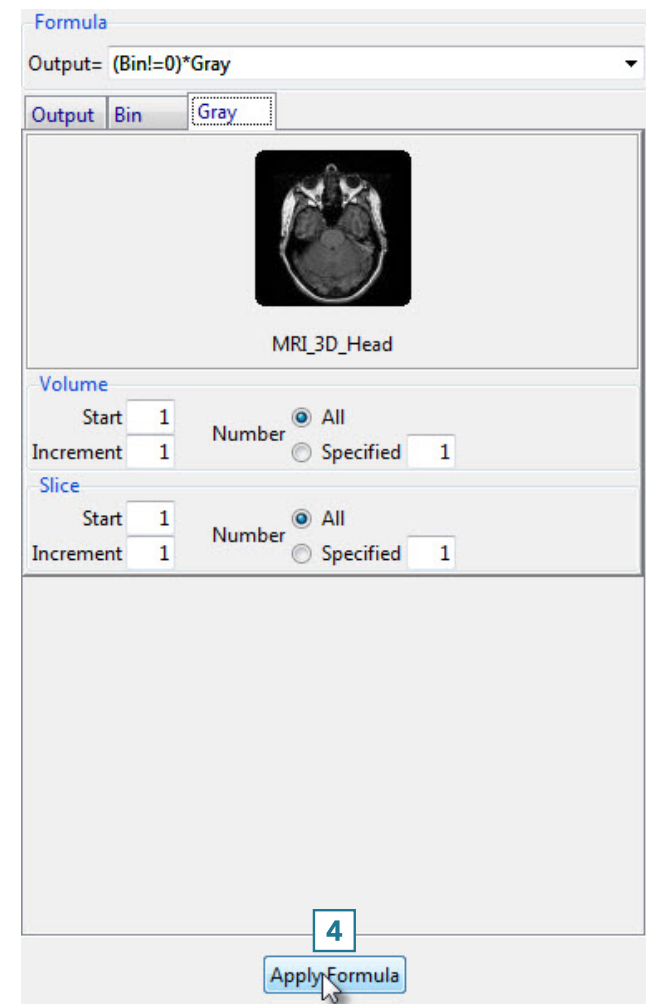 Formula
Output= (Bin!=0)*Gray
Output Bin Gray
MRI_3D_Head
Volume
Start 1 Number All
Increment 1 Specified 1
Slice
Start 1 Number All
Increment 1 Specified 1
4
Apply Formula